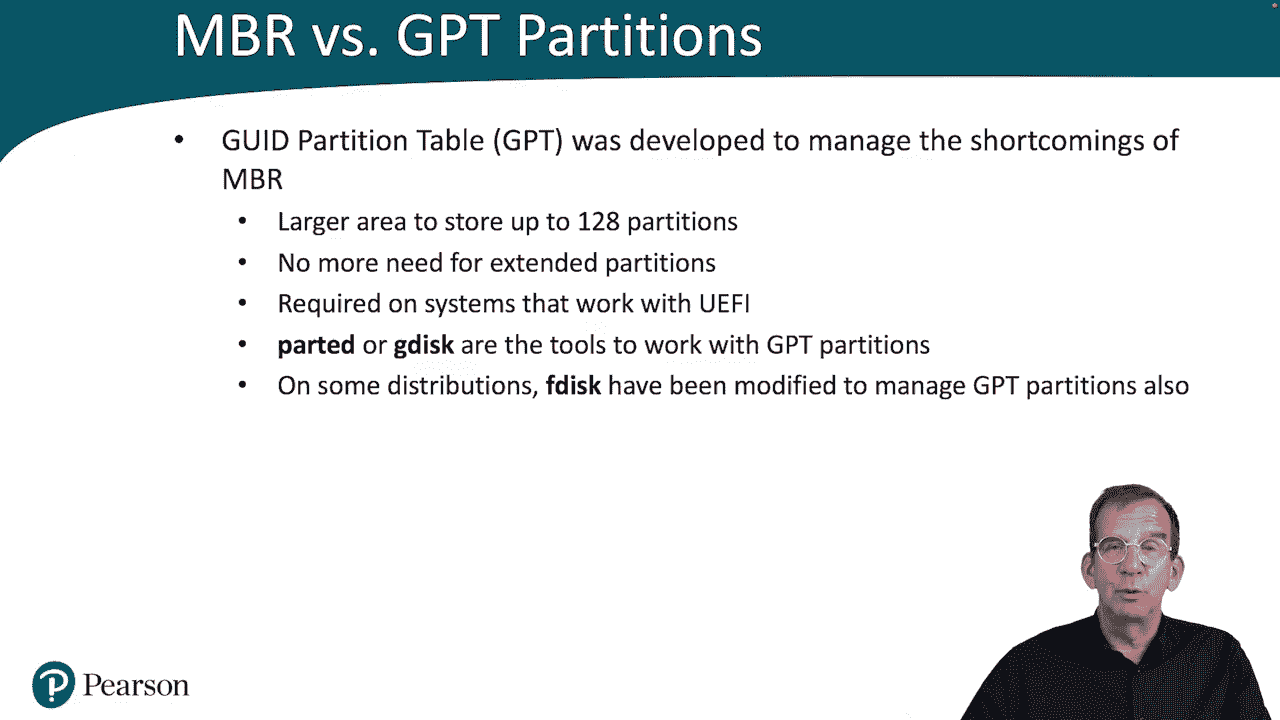 MBR vs. GPT Partitions
• GUID Partition Table (GPT) was developed to manage the shortcomings of
MBR
• Larger area to store up to 128 partitions
• No more need for extended partitions
• Required on systems that work with UEFI
• parted or gdisk are the tools to work with GPT partitions
• On some distributions, fdisk have been modified to manage GPT partitions also
Pearson